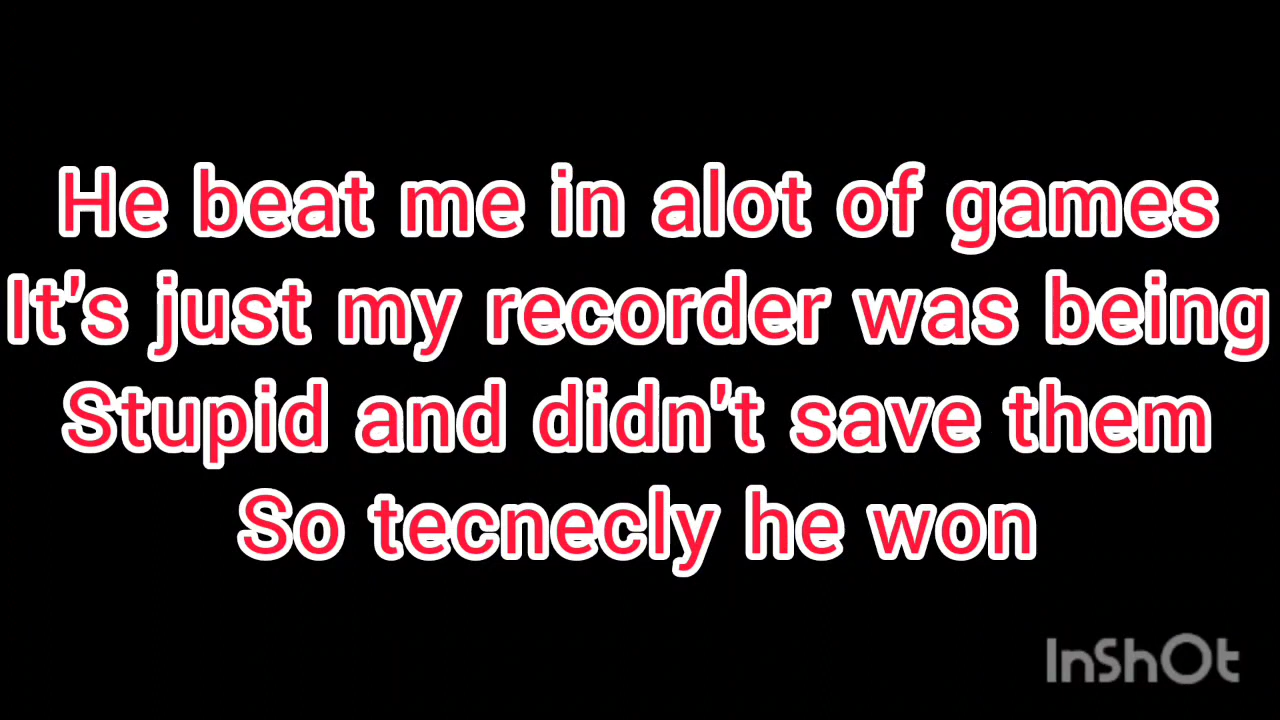 He beat me in alot of games
It's just my recorder was being
Stupid and didn't save them
So tecnecly he won
InShOt